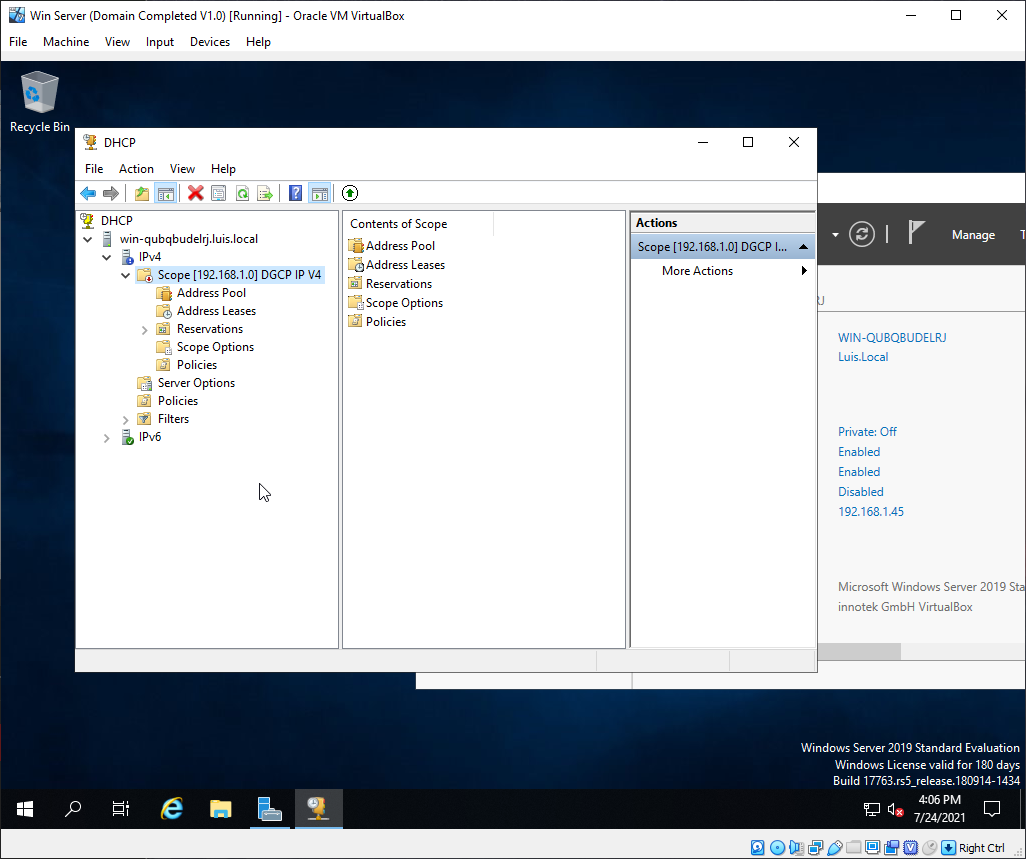 Win Server (Domain Completed V1.0) [Running] - Oracle VM VirtualBox
File Machine View Input Devices Help
Recycle Bin
DHCP
File Action View Help
DHCP
win-qubqbudelrj.luis.local
IPv4
Scope [192.168.1.0] DGCP IP V4
Address Pool
Address Leases
Reservations
Scope Options
Policies
Server Options
Policies
Filters
IPv6
Contents of Scope
Address Pool
Address Leases
Reservations
Scope Options
Policies
Actions
Scope [192.168.1.0] DGCP I...
More Actions
Manage T
RJ
WIN-QUBQBUDELRJ
Luis.Local
Private: Off
Enabled
Enabled
Disabled
192.168.1.45
Microsoft Windows Server 2019 Sta
innotek GmbH VirtualBox
Windows Server 2019 Standard Evaluation
Windows License valid for 180 days
Build 17763.rs5_release.180914-1434
4:06 PM
7/24/2021
Right Ctrl